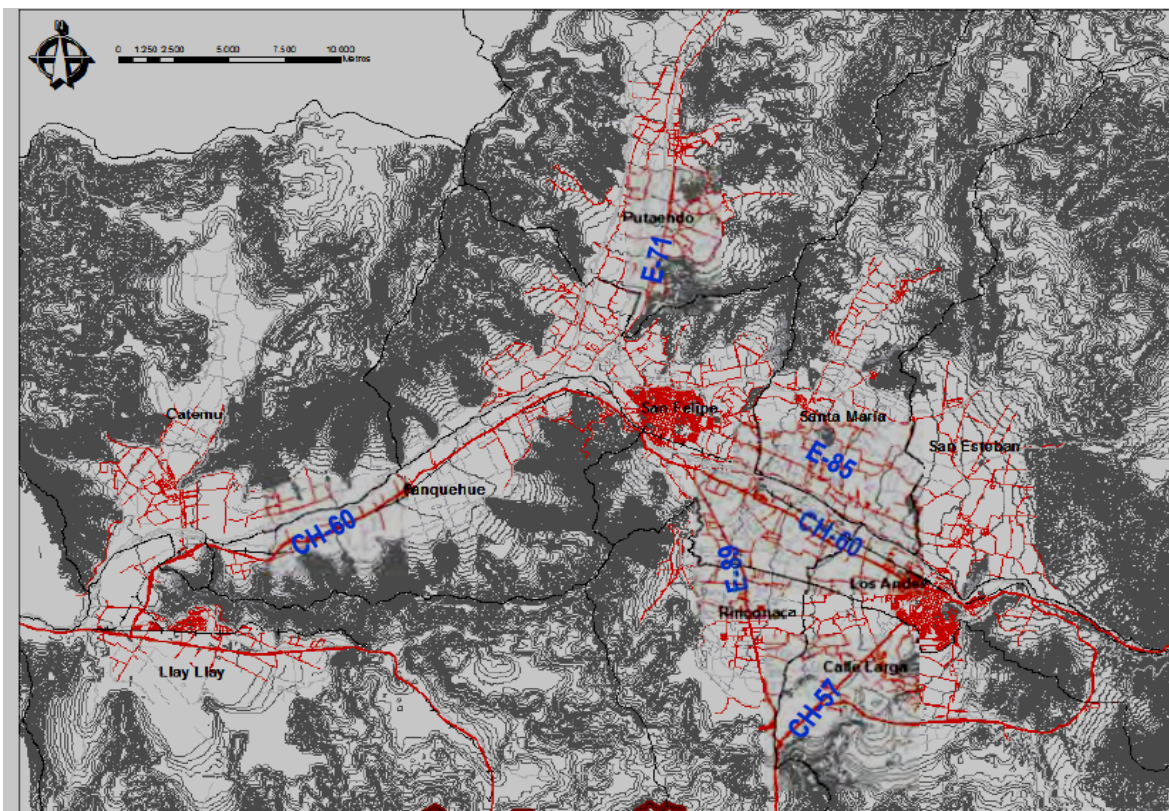 N
0 1.250 2.500 5.000 7.500 10.000
Metros
Putaendo
E-71
Catemu
San Felipe
Santa María
San Esteban
E-85
Panquehue
CH-60
CH-60
E-89
Los Andes
Rinconada
Calle Larga
Llay Llay
CH-57